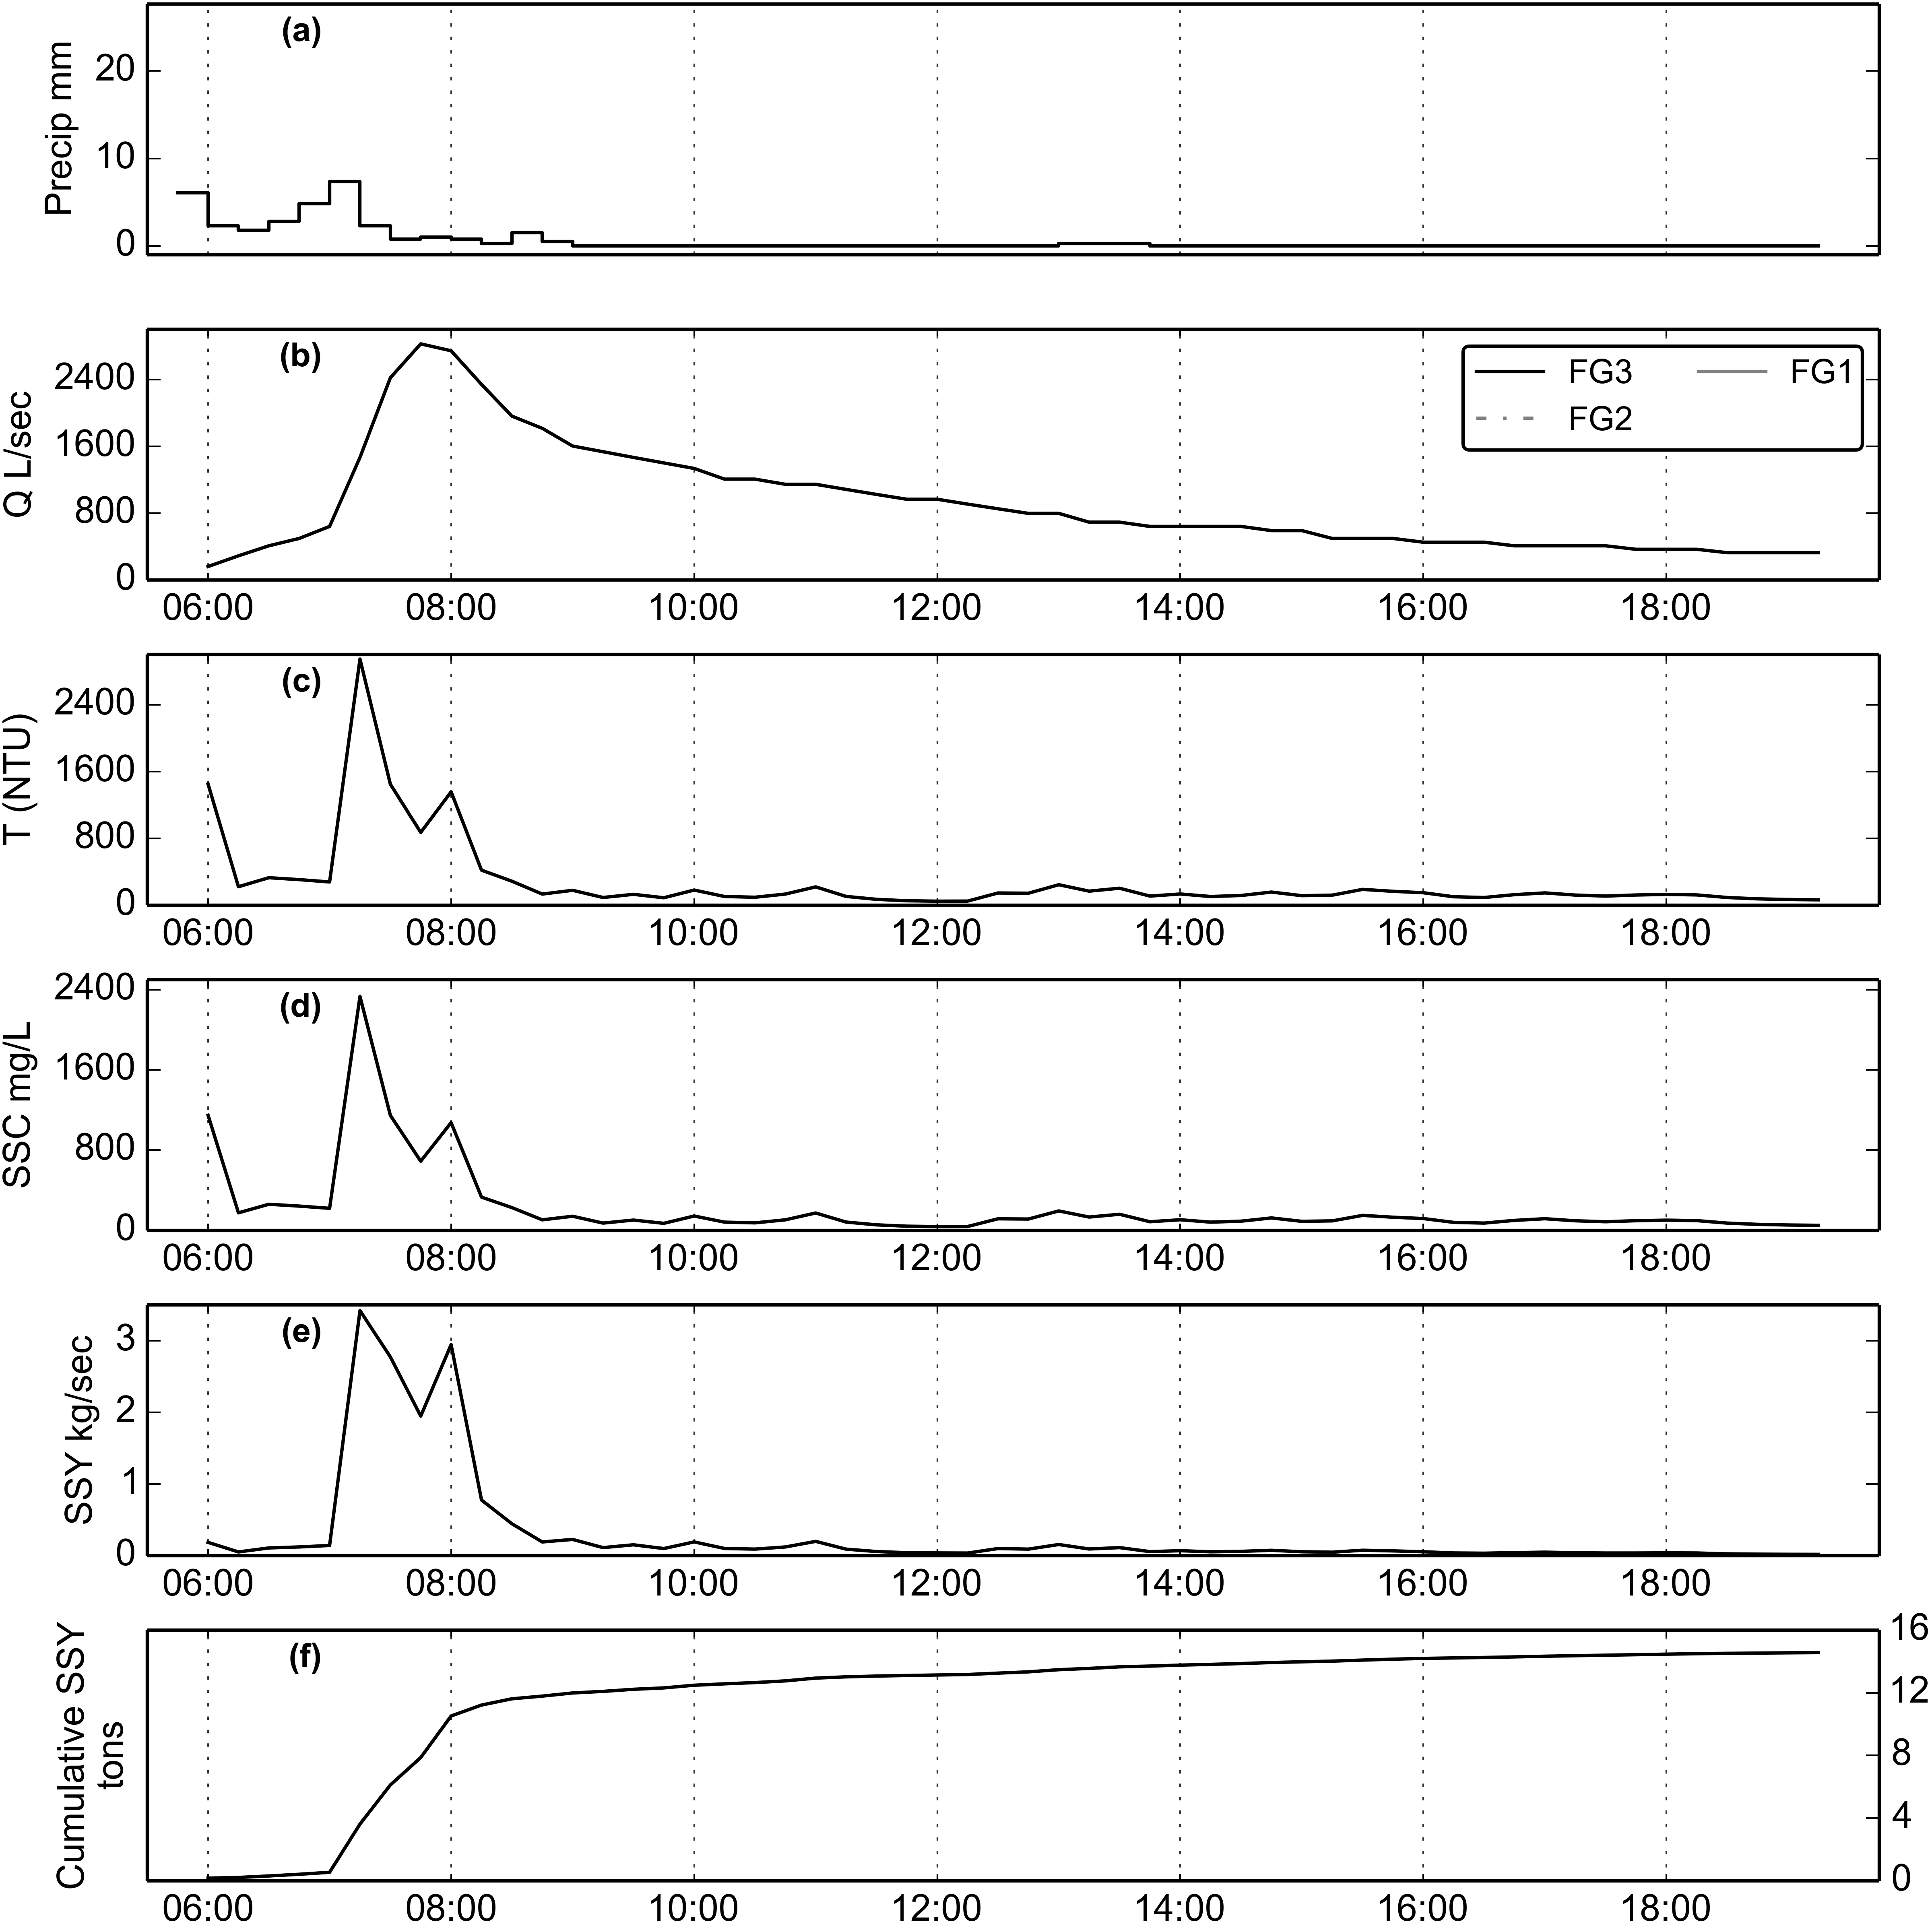 (a)
Precip mm
20
10
0
(b)
Q L/sec
2400
1600
800
0
FG3 FG1
FG2
06:00 08:00 10:00 12:00 14:00 16:00 18:00
(c)
T (NTU)
2400
1600
800
0
06:00 08:00 10:00 12:00 14:00 16:00 18:00
(d)
SSC mg/L
2400
1600
800
0
06:00 08:00 10:00 12:00 14:00 16:00 18:00
(e)
SSY kg/sec
3
2
1
0
06:00 08:00 10:00 12:00 14:00 16:00 18:00
(f)
Cumulative SSY
tons
16
12
8
4
0
06:00 08:00 10:00 12:00 14:00 16:00 18:00